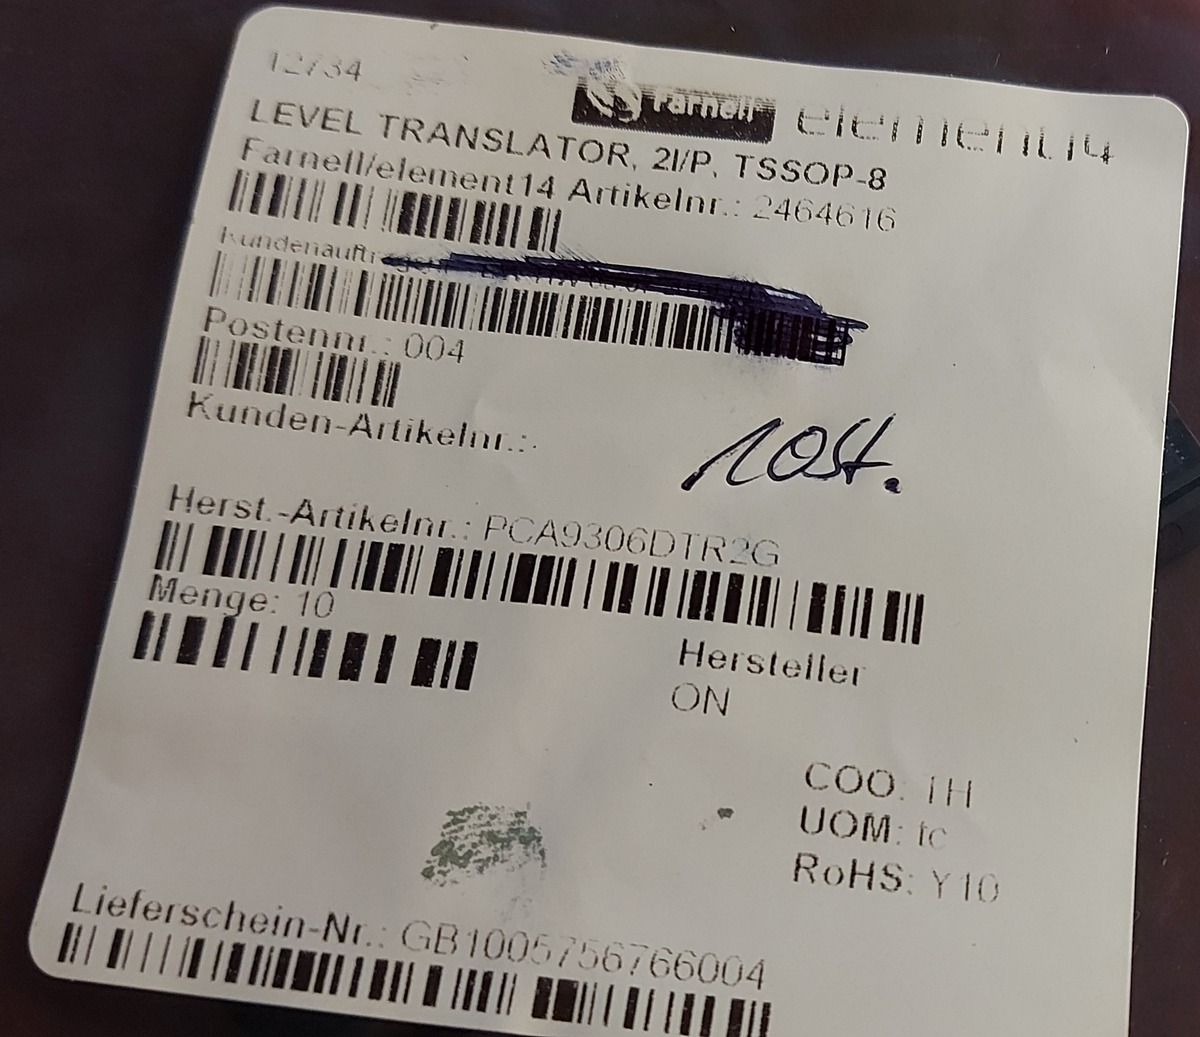 12734
Farnell element14
LEVEL TRANSLATOR, 2I/P, TSSOP-8
Farnell/element14 Artikelnr.: 2464616
Postennr.: 004
Kunden-Artikelnr.:
10St.
Herst.-Artikelnr.: PCA9306DTR2G
Menge: 10
Hersteller
ON
COO: TH
UOM:
RoHS: Y10
Lieferschein-Nr.: GB1005756766004